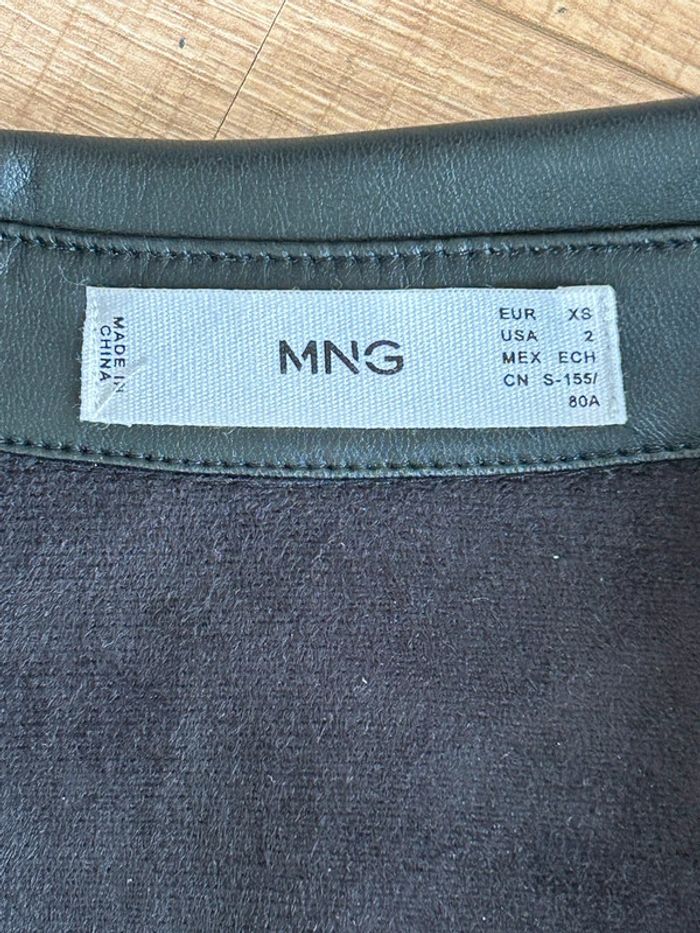 MADE IN
CHINA
MNG
EUR XS
USA 2
MEX ECH
CN S-155/
80A